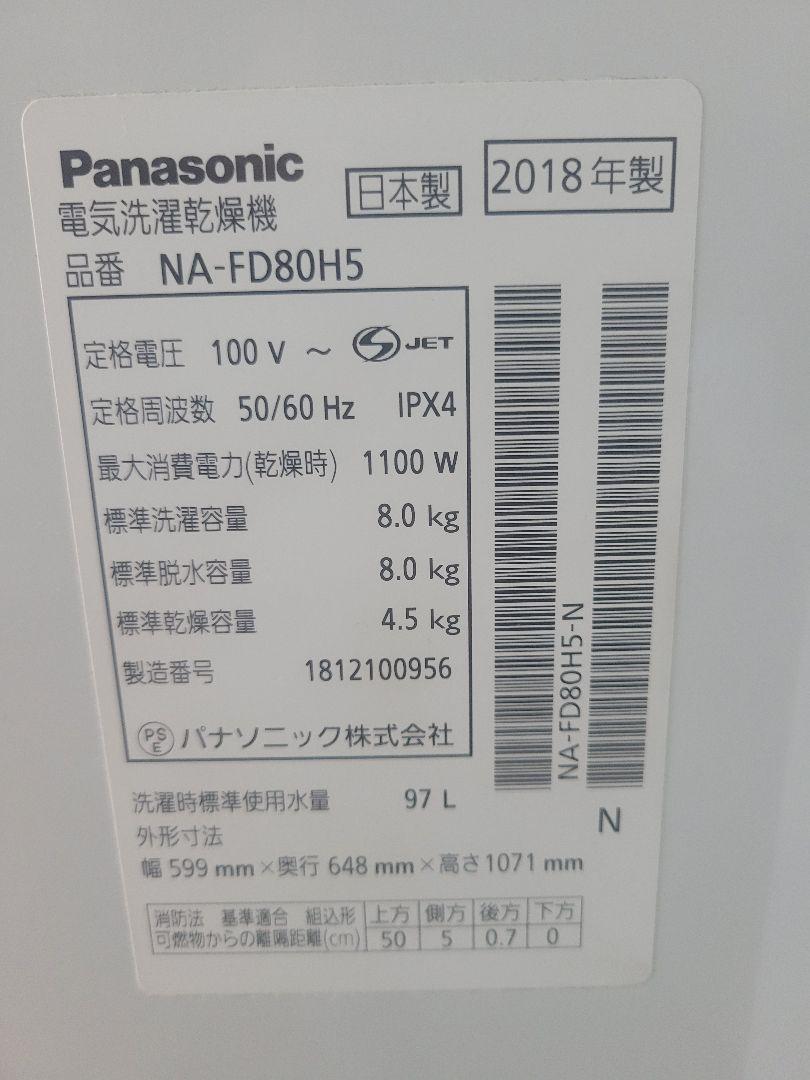 Panasonic 日本製 2018年製
電気洗濯乾燥機
品番 NA-FD80H5
定格電圧 100 V ～ S JET
定格周波数 50/60 Hz IPX4
最大消費電力(乾燥時) 1100 W
標準洗濯容量 8.0 kg
標準脱水容量 8.0 kg
標準乾燥容量 4.5 kg
製造番号 1812100956
PSE パナソニック株式会社
NA-FD80H5-N
N
洗濯時標準使用水量 97 L
外形寸法
幅 599 mm×奥行 648 mm×高さ1071 mm
消防法 基準適合 組込形 上方 側方 後方 下方
可燃物からの離隔距離(cm) 50 5 0.7 0